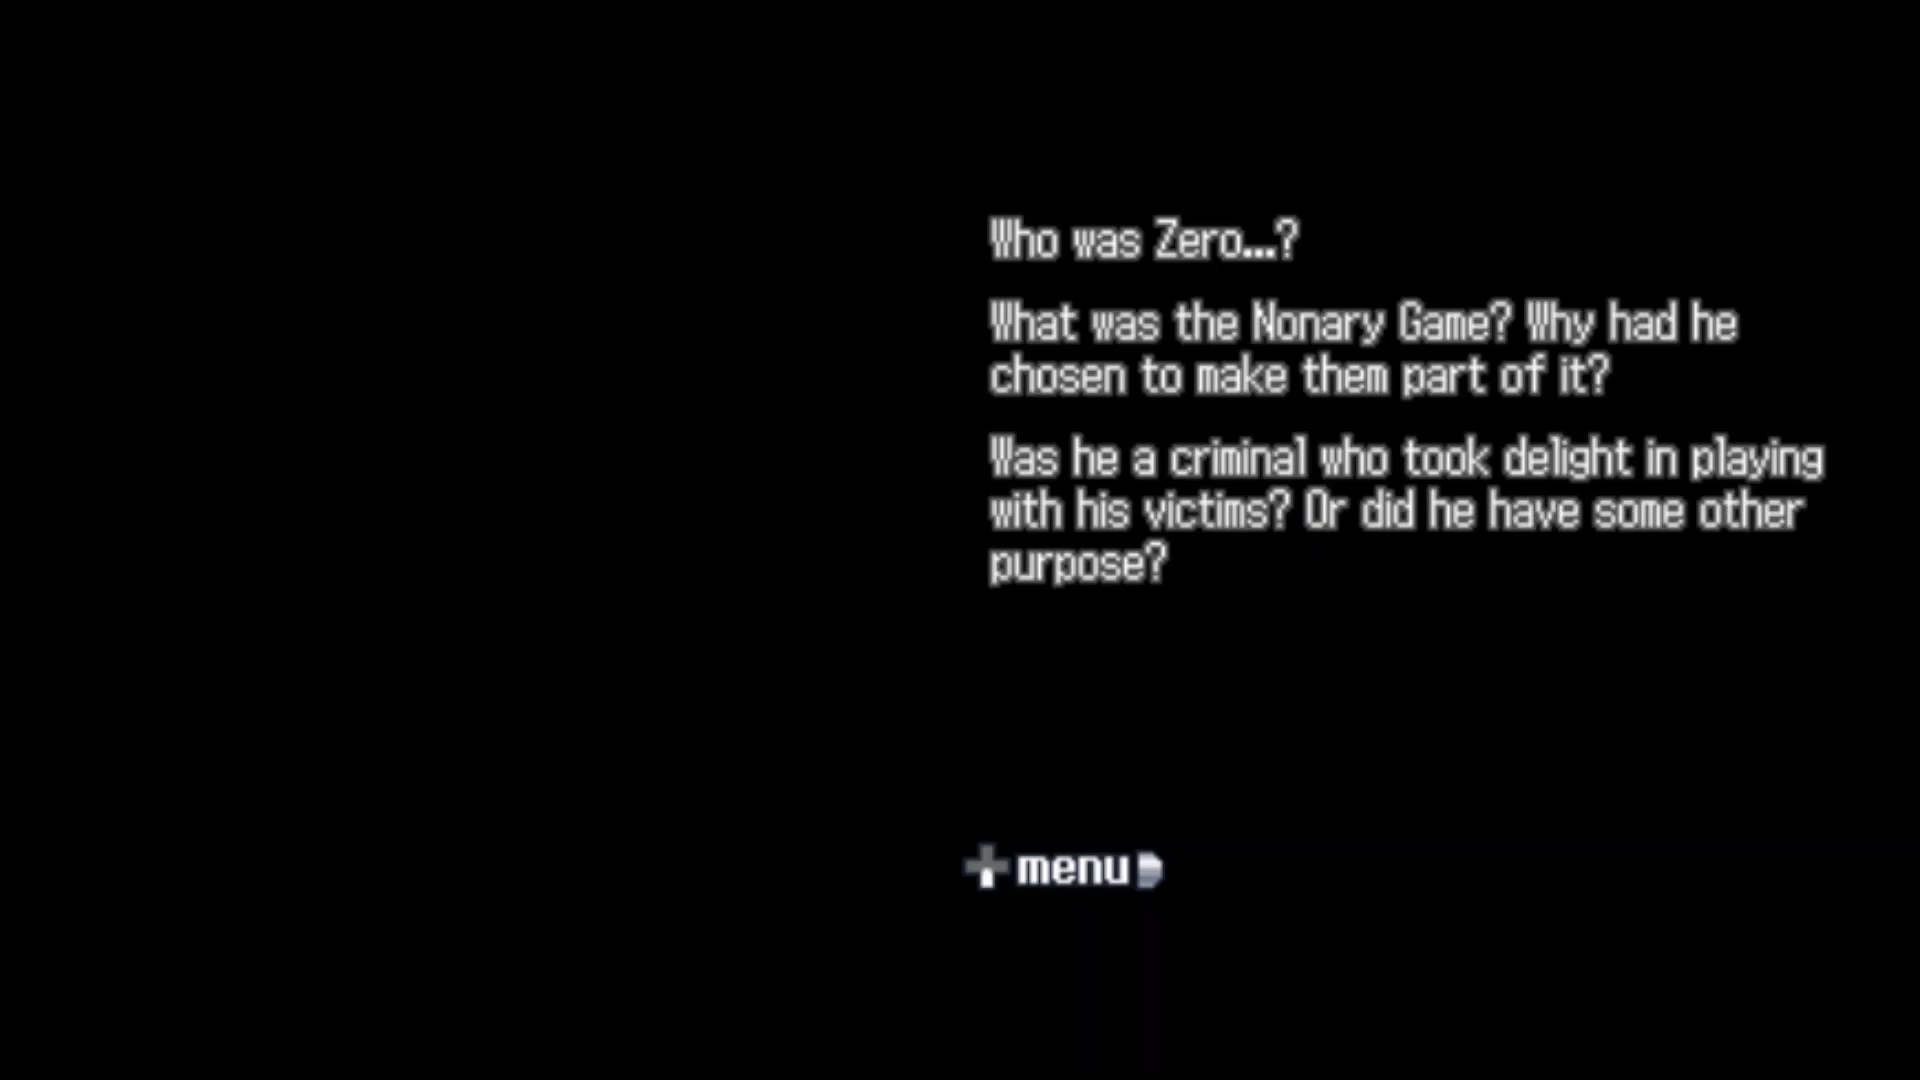 Who was Zero...?
What was the Nonary Game? Why had he
chosen to make them part of it?
Was he a criminal who took delight in playing
with his victims? Or did he have some other
purpose?
menu